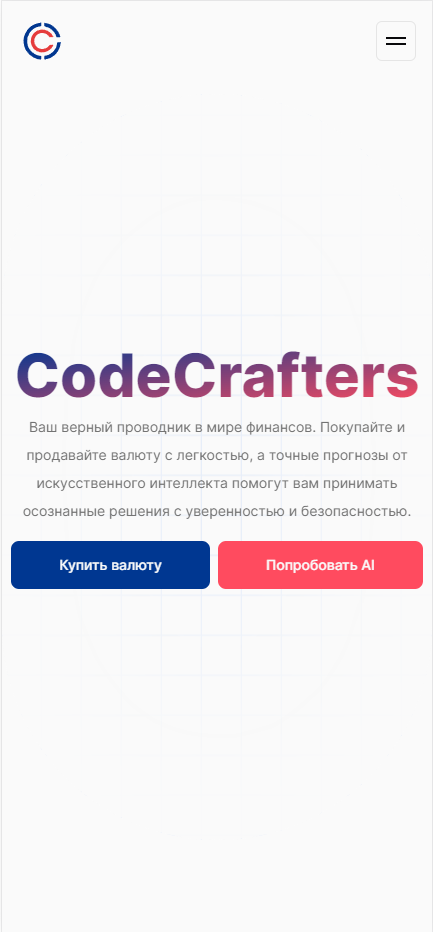 CodeCrafters
Ваш верный проводник в мире финансов. Покупайте и
продавайте валюту с легкостью, а точные прогнозы от
искусственного интеллекта помогут вам принимать
осознанные решения с уверенностью и безопасностью.
Купить валюту
Попробовать AI